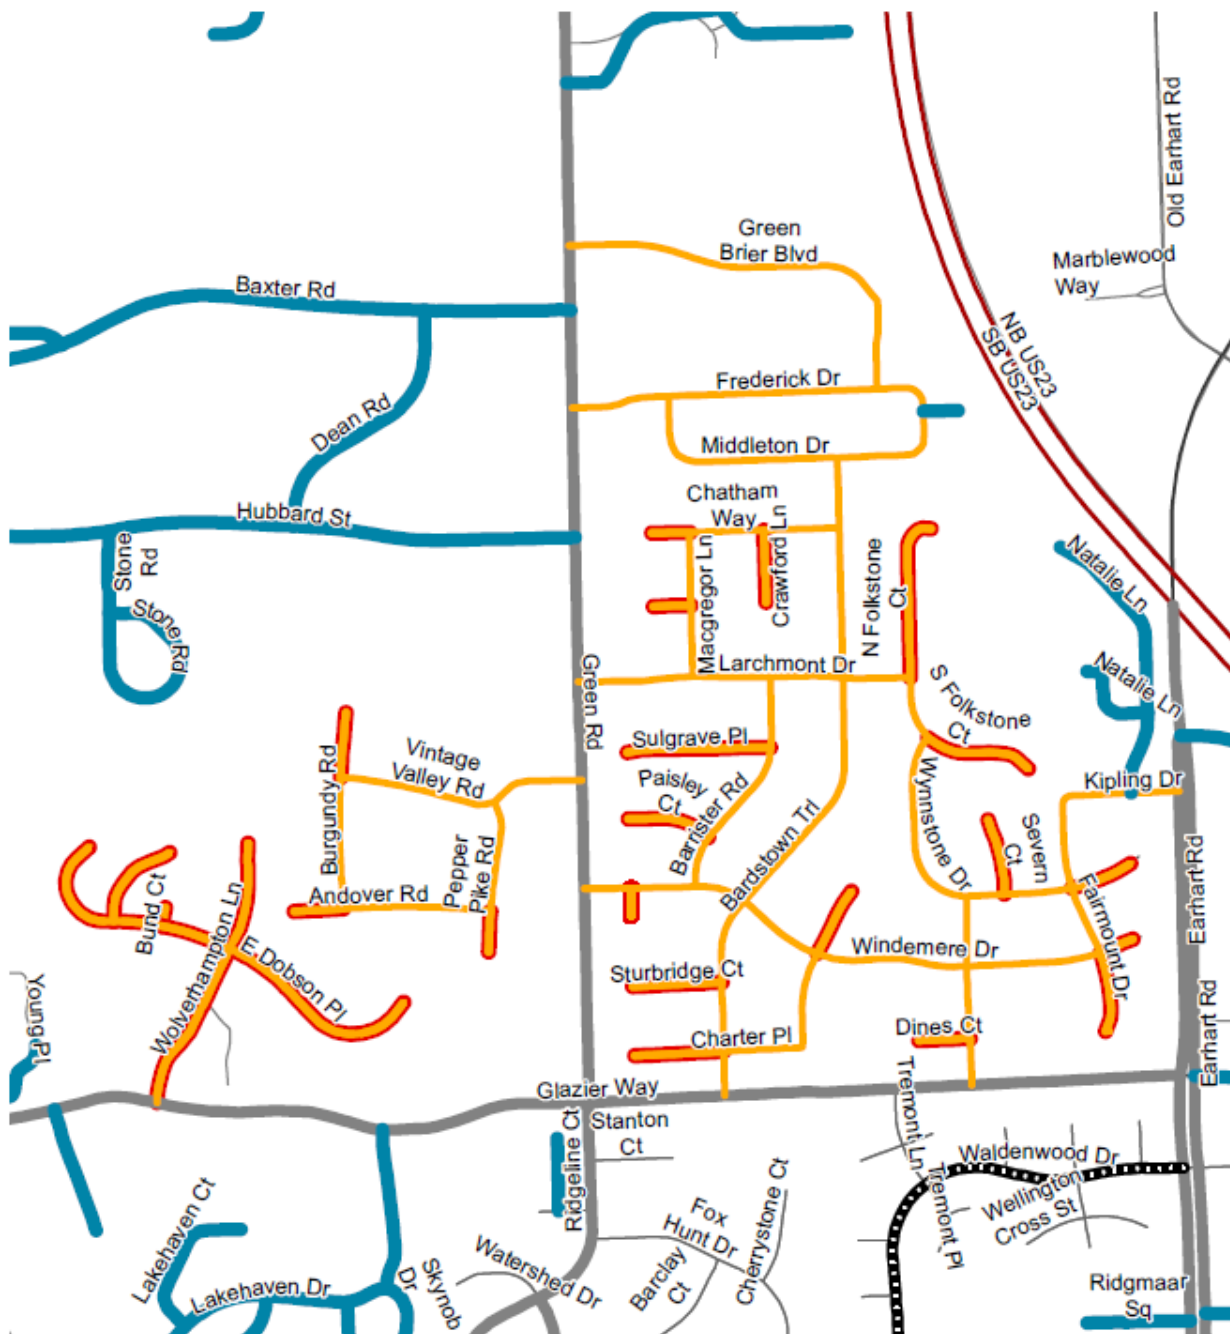 Old Earhart Rd
Green
Brier Blvd
Marblewood
Way
Baxter Rd
NB US23
SB US23
Frederick Dr
Dean Rd
Middleton Dr
Chatham
Way
Hubbard St
Crawford Ln
Stone
Rd
Macgregor Ln
N Folkstone
Ct
Natalie Ln
Stone Rd
Larchmont Dr
Natalie Ln
S Folkstone
Ct
Green Rd
Sulgrave Pl
Vintage
Valley Rd
Burgundy Rd
Paisley
Ct
Kipling Dr
Barrister Rd
Wynnstone Dr
Bardstown Trl
Severn
Ct
Pepper
Pike Rd
Andover Rd
Bund Ct
Wolverhampton Ln
Fairmount Dr
Earhart Rd
E Dobson Pl
Windemere Dr
Sturbridge Ct
Young Pl
Charter Pl
Dines Ct
Earhart Rd
Glazier Way
Tremont Ln
Stanton
Ct
Ridgeline Ct
Waldenwood Dr
Tremont Pl
Wellington
Cross St
Lakehaven Ct
Fox
Hunt Dr
Cherrystone Ct
Watershed Dr
Barclay
Ct
Lakehaven Dr
Dr
Skynob
Ridgmaar
Sq